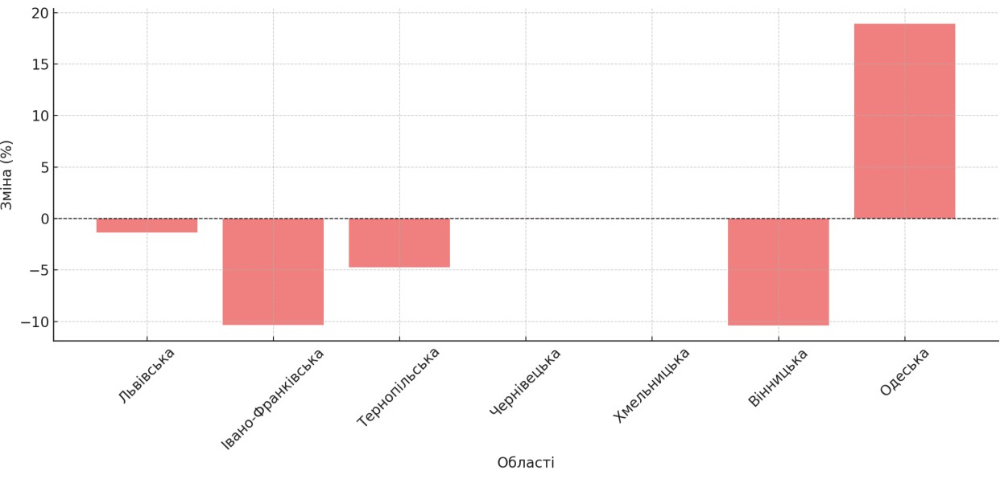 20
15
10
5
0
−5
−10
Зміна (%)
Львівська
Івано-Франківська
Тернопільська
Чернівецька
Хмельницька
Вінницька
Одеська
Області